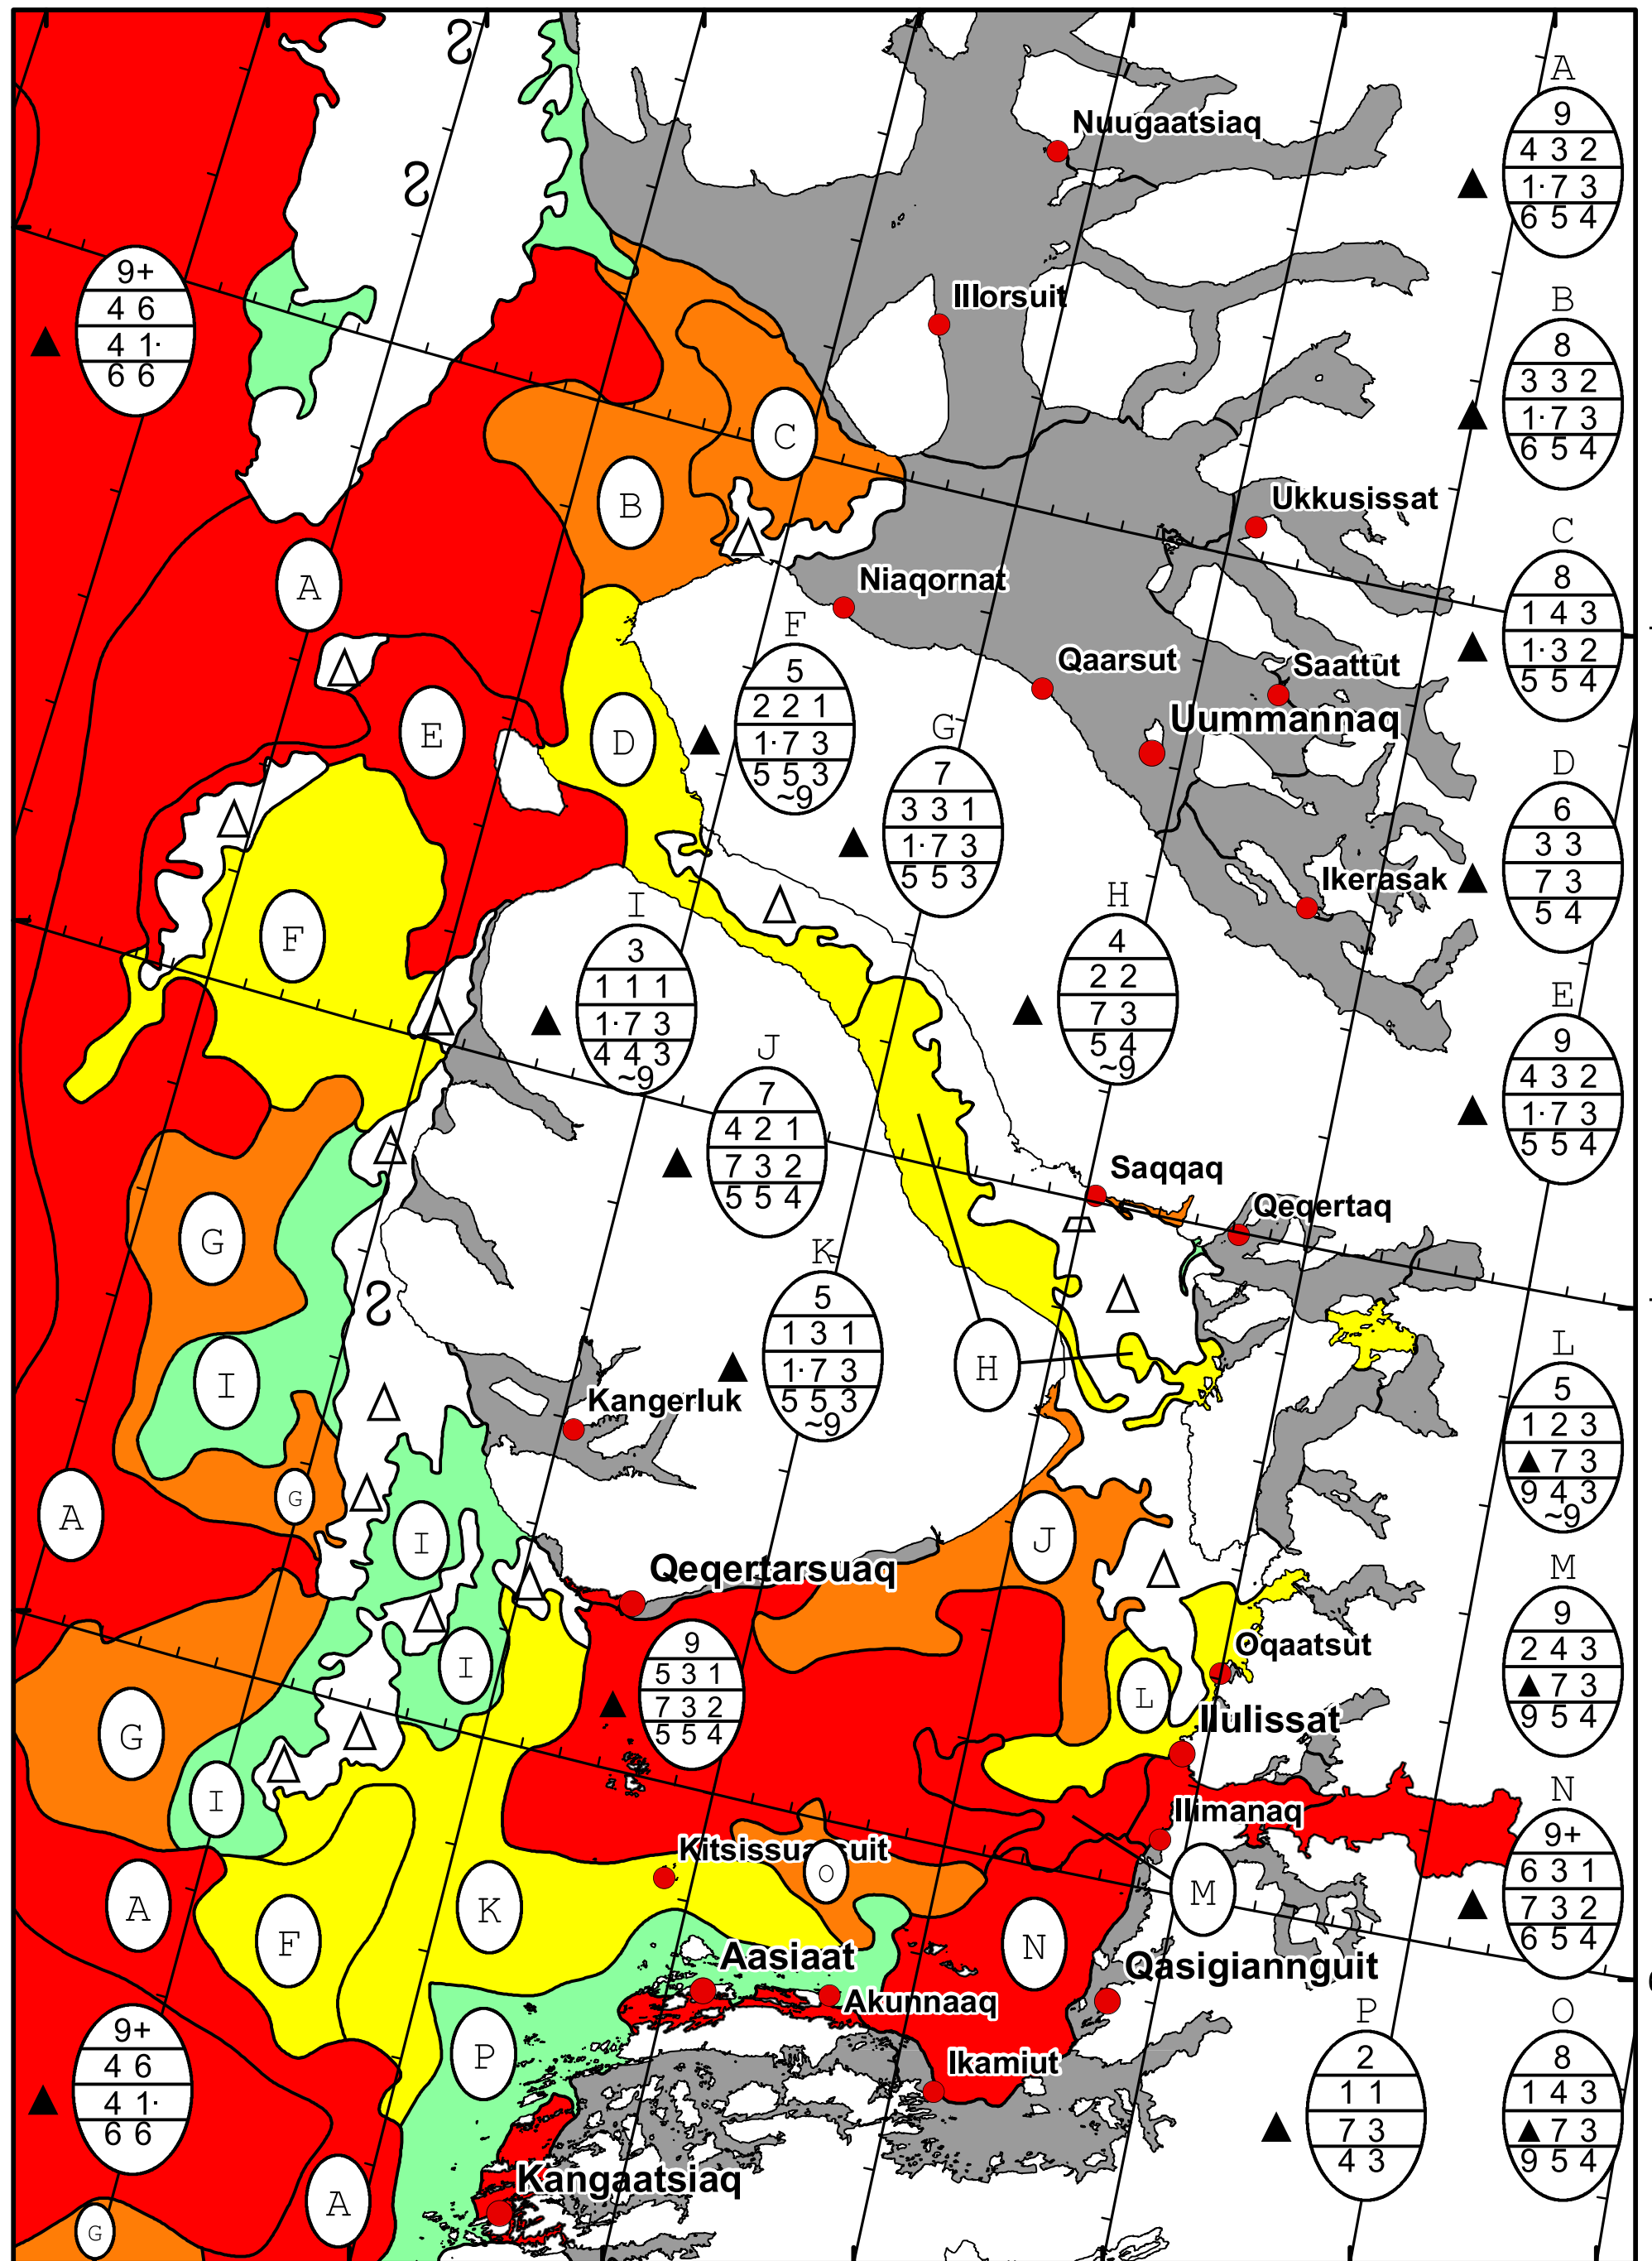 A
9
4 3 2
1· 7 3
6 5 4
Nuugaatsiaq
9+
4 6
4 1·
6 6
Illorsuit
B
8
3 3 2
1· 7 3
6 5 4
C
B
Ukkusissat
C
8
1 4 3
1· 3 2
5 5 4
A
Niaqornat
F
5
2 2 1
1· 7 3
5 5 3
~9
Qaarsut
Saattut
Uummannaq
E
D
G
7
3 3 1
1· 7 3
5 5 3
D
6
3 3
7 3
5 4
Ikerasak
F
I
3
1 1 1
1· 7 3
4 4 3
~9
H
4
2 2
7 3
5 4
~9
E
9
4 3 2
1· 7 3
5 5 4
J
7
4 2 1
7 3 2
5 5 4
Saqqaq
Qeqertaq
G
K
5
1 3 1
1· 7 3
5 5 3
~9
H
I
Kangerluk
L
5
1 2 3
▲ 7 3
9 4 3
~9
G
A
I
J
Qeqertarsuaq
M
9
2 4 3
▲ 7 3
9 5 4
9
5 3 1
7 3 2
5 5 4
Oqaatsut
I
L
G
Ilulissat
I
Ilimanaq
N
9+
6 3 1
7 3 2
6 5 4
Kitsissuarsuit
O
M
A
K
F
N
Aasiaat
Qasigiannguit
Akunnaaq
9+
4 6
4 1·
6 6
P
Ikamiut
P
2
1 1
7 3
4 3
O
8
1 4 3
▲ 7 3
9 5 4
Kangaatsiaq
A
G